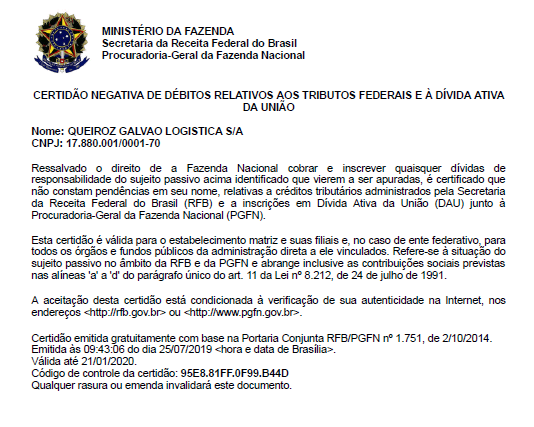 MINISTÉRIO DA FAZENDA
Secretaria da Receita Federal do Brasil
Procuradoria-Geral da Fazenda Nacional
CERTIDÃO NEGATIVA DE DÉBITOS RELATIVOS AOS TRIBUTOS FEDERAIS E À DÍVIDA ATIVA
DA UNIÃO
Nome: QUEIROZ GALVAO LOGISTICA S/A
CNPJ: 17.880.001/0001-70
Ressalvado o direito de a Fazenda Nacional cobrar e inscrever quaisquer dívidas de
responsabilidade do sujeito passivo acima identificado que vierem a ser apuradas, é certificado que
não constam pendências em seu nome, relativas a créditos tributários administrados pela Secretaria
da Receita Federal do Brasil (RFB) e a inscrições em Dívida Ativa da União (DAU) junto à
Procuradoria-Geral da Fazenda Nacional (PGFN).
Esta certidão é válida para o estabelecimento matriz e suas filiais e, no caso de ente federativo, para
todos os órgãos e fundos públicos da administração direta a ele vinculados. Refere-se à situação do
sujeito passivo no âmbito da RFB e da PGFN e abrange inclusive as contribuições sociais previstas
nas alíneas 'a' a 'd' do parágrafo único do art. 11 da Lei nº 8.212, de 24 de julho de 1991.
A aceitação desta certidão está condicionada à verificação de sua autenticidade na Internet, nos
endereços <http://rfb.gov.br> ou <http://www.pgfn.gov.br>.
Certidão emitida gratuitamente com base na Portaria Conjunta RFB/PGFN nº 1.751, de 2/10/2014.
Emitida às 09:43:06 do dia 25/07/2019 <hora e data de Brasília>.
Válida até 21/01/2020.
Código de controle da certidão: 95E8.81FF.0F99.B44D
Qualquer rasura ou emenda invalidará este documento.